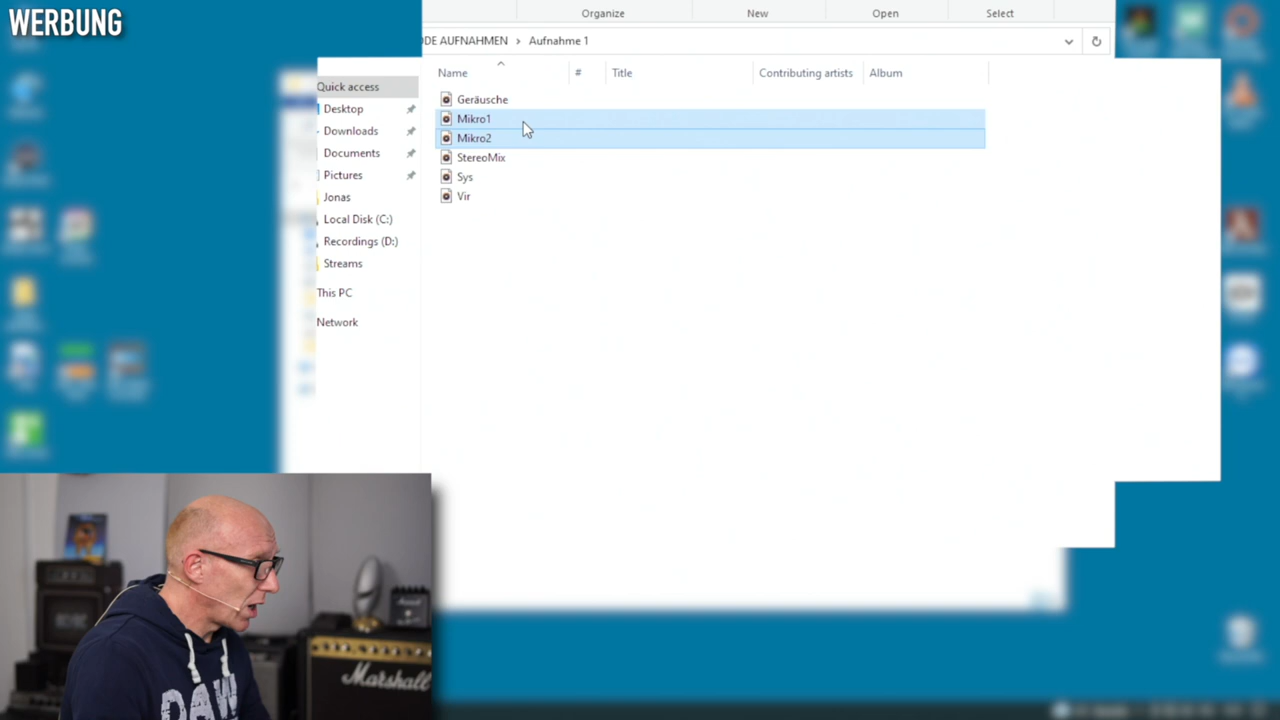 WERBUNG
Organize New Open Select
ODE AUFNAHMEN > Aufnahme 1
Name # Title Contributing artists Album
Quick access
Desktop
Downloads
Documents
Pictures
Jonas
Local Disk (C:)
Recordings (D:)
Streams
This PC
Network
Geräusche
Mikro1
Mikro2
StereoMix
Sys
Vir
Marshall
DAW